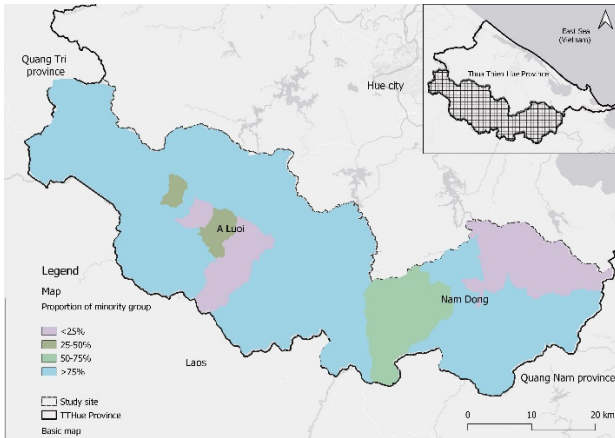 Quang Tri
province
Hue city
East Sea
(Vietnam)
Thua Thien Hue Province
A Luoi
Nam Dong
Laos
Quang Nam province
Legend
Map
Proportion of minority group
<25%
25-50%
50-75%
>75%
Study site
TTHue Province
Basic map
0 10 20 km